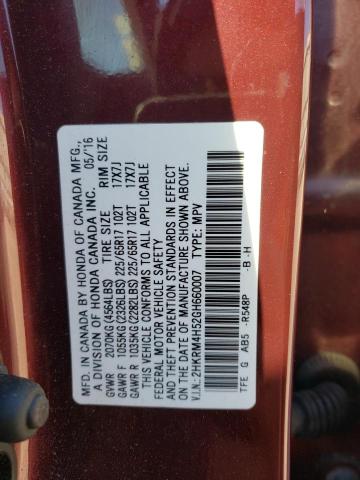 MFD. IN CANADA BY HONDA OF CANADA MFG.,
A DIVISION OF HONDA CANADA INC. 05/16
GVWR 2070KG (4564LBS) TIRE SIZE RIM SIZE
GAWR F 1055KG (2326LBS) 225/65R17 102T 17X7J
GAWR R 1035KG (2282LBS) 225/65R17 102T 17X7J
THIS VEHICLE CONFORMS TO ALL APPLICABLE
FEDERAL MOTOR VEHICLE SAFETY
AND THEFT PREVENTION STANDARDS IN EFFECT
ON THE DATE OF MANUFACTURE SHOWN ABOVE.
V.I.N.: 2HKRM4H52GH660007 TYPE: MPV
TFE G AB5 -R548P -B -H